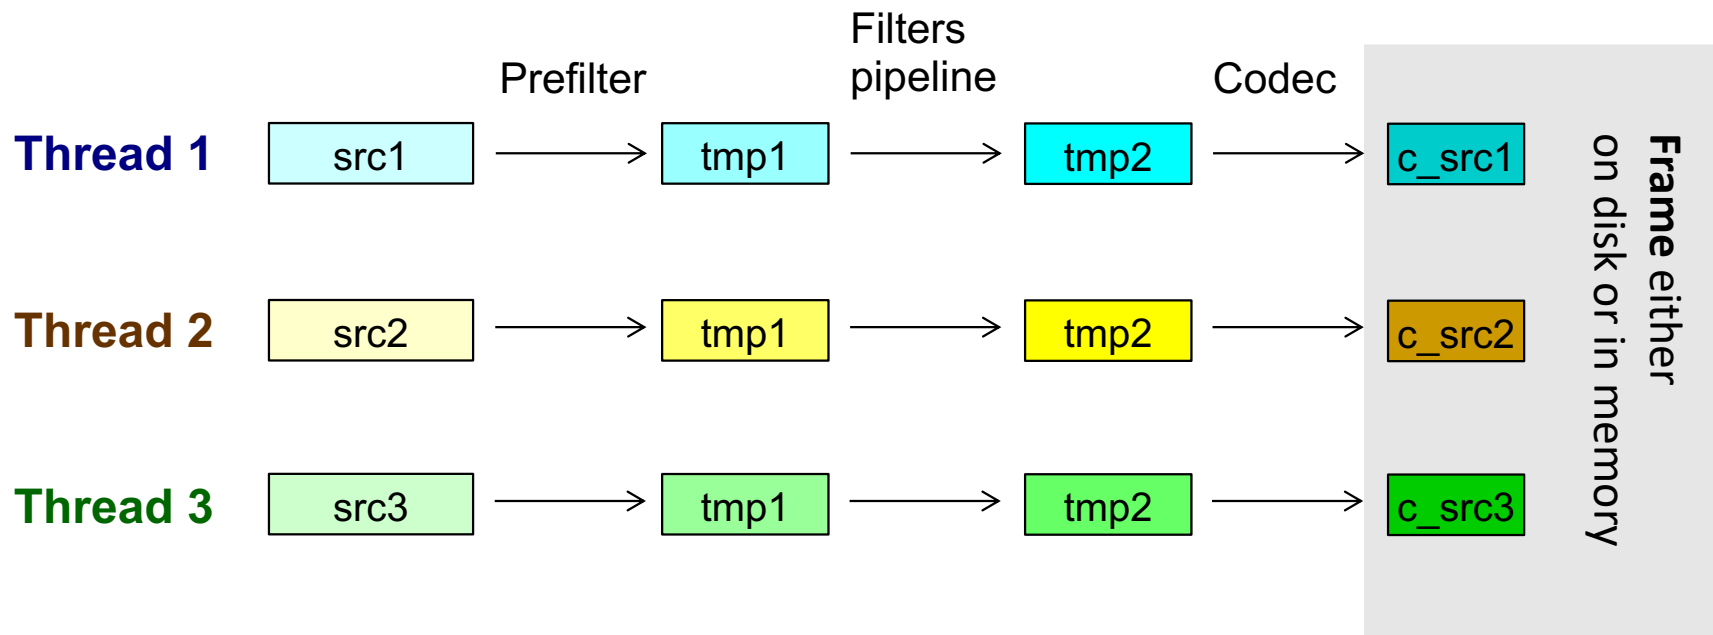 Filters
pipeline
Prefilter
Codec
Thread 1
src1
tmp1
tmp2
c_src1
Thread 2
src2
tmp1
tmp2
c_src2
Thread 3
src3
tmp1
tmp2
c_src3
Frame either
on disk or in memory